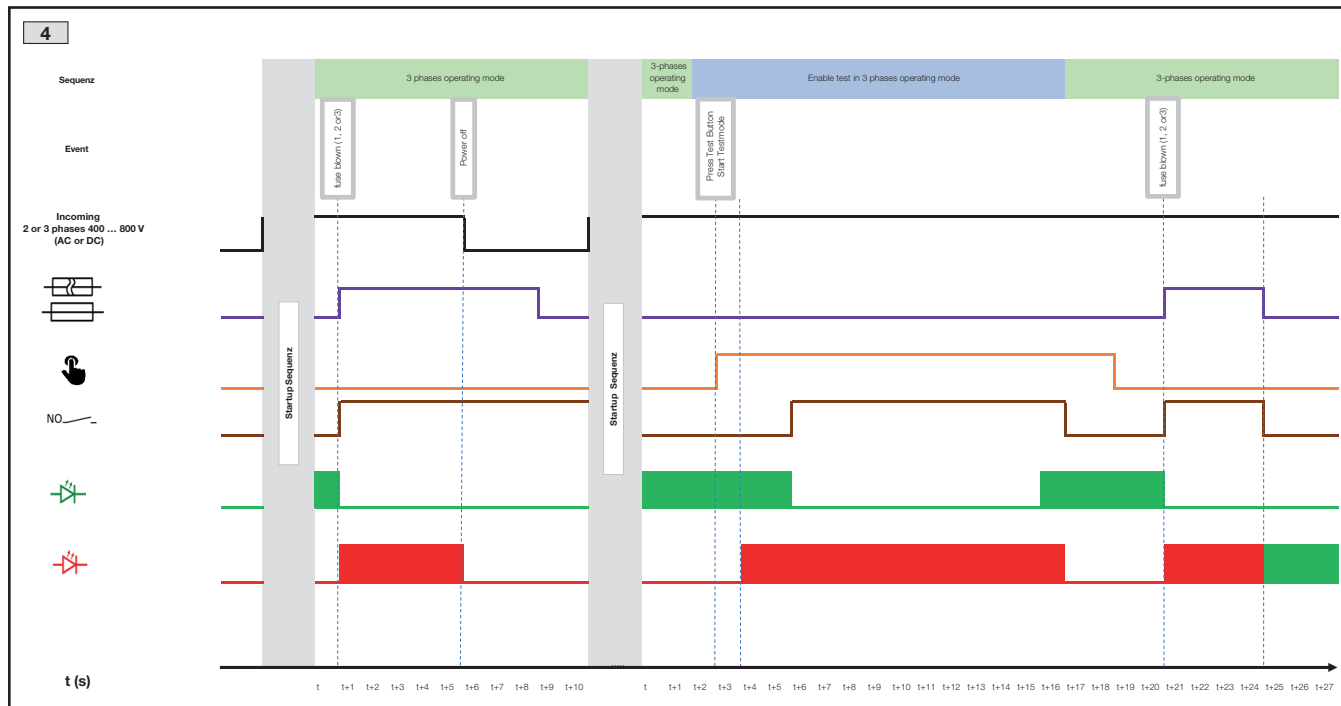 4
Sequenz
3 phases operating mode
3-phases
operating
mode
Enable test in 3 phases operating mode
3-phases operating mode
Event
fuse blown (1, 2 or3)
Power off
Press Test Button
Start Testmode
fuse blown (1, 2 or3)
Incoming
2 or 3 phases 400 ... 800 V
(AC or DC)
Startup Sequenz
Startup Sequenz
NO
.....
t (s)
t t+1 t+2 t+3 t+4 t+5 t+6 t+7 t+8 t+9 t+10 t t+1 t+2 t+3 t+4 t+5 t+6 t+7 t+8 t+9 t+10 t+11 t+12 t+13 t+14 t+15 t+16 t+17 t+18 t+19 t+20 t+21 t+22 t+23 t+24 t+25 t+26 t+27